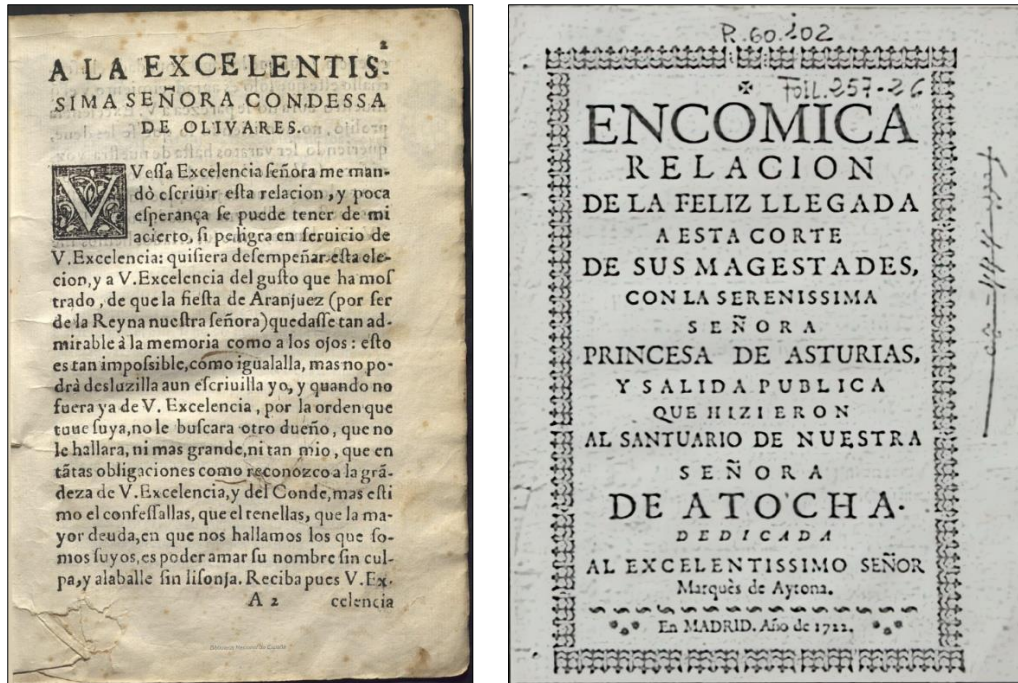 2
A LA EXCELENTIS-
SIMA SEÑORA CONDESSA
DE OLIVARES.
VEſſa Excelencia ſeñora me man-
dò eſcriuir eſta relacion, y poca
eſperança ſe puede tener de mi
acierto, ſi peligra en ſeruicio de
V. Excelencia: quiſiera deſempeñar eſta ele-
cion, y a V. Excelencia del guſto que ha moſ
trado, de que la fieſta de Aranjuez (por ſer
de la Reyna nueſtra ſeñora) quedaſſe tan ad-
mirable à la memoria como a los ojos: eſto
es tan impoſsible, como igualalla, mas no po-
drà desluzilla aun eſcriuilla yo, y quando no
fuera ya de V. Excelencia, por la orden que
tuue ſuya, no le buſcara otro dueño, que no
le hallara, ni mas grande, ni tan mio, que en
tãtas obligaciones como reconozco a la grã-
deza de V. Excelencia, y del Conde, mas eſti
mo el confeſſallas, que el tenellas, que la ma-
yor deuda, en que nos hallamos los que ſo-
mos ſuyos, es poder amar ſu nombre ſin cul-
pa, y alaballe ſin liſonja. Reciba pues V. Ex-
A 2 celencia
Biblioteca Nacional de España
R.60.102
Foll.257-26
ENCOMICA
RELACION
DE LA FELIZ LLEGADA
A ESTA CORTE
DE SUS MAGESTADES,
CON LA SERENISSIMA
SEÑORA
PRINCESA DE ASTURIAS,
Y SALIDA PUBLICA
QUE HIZIERON
AL SANTUARIO DE NUESTRA
SEÑORA
DE ATOCHA.
DEDICADA
AL EXCELENTISSIMO SEÑOR
Marquès de Aytona.
En MADRID. Año de 1722.